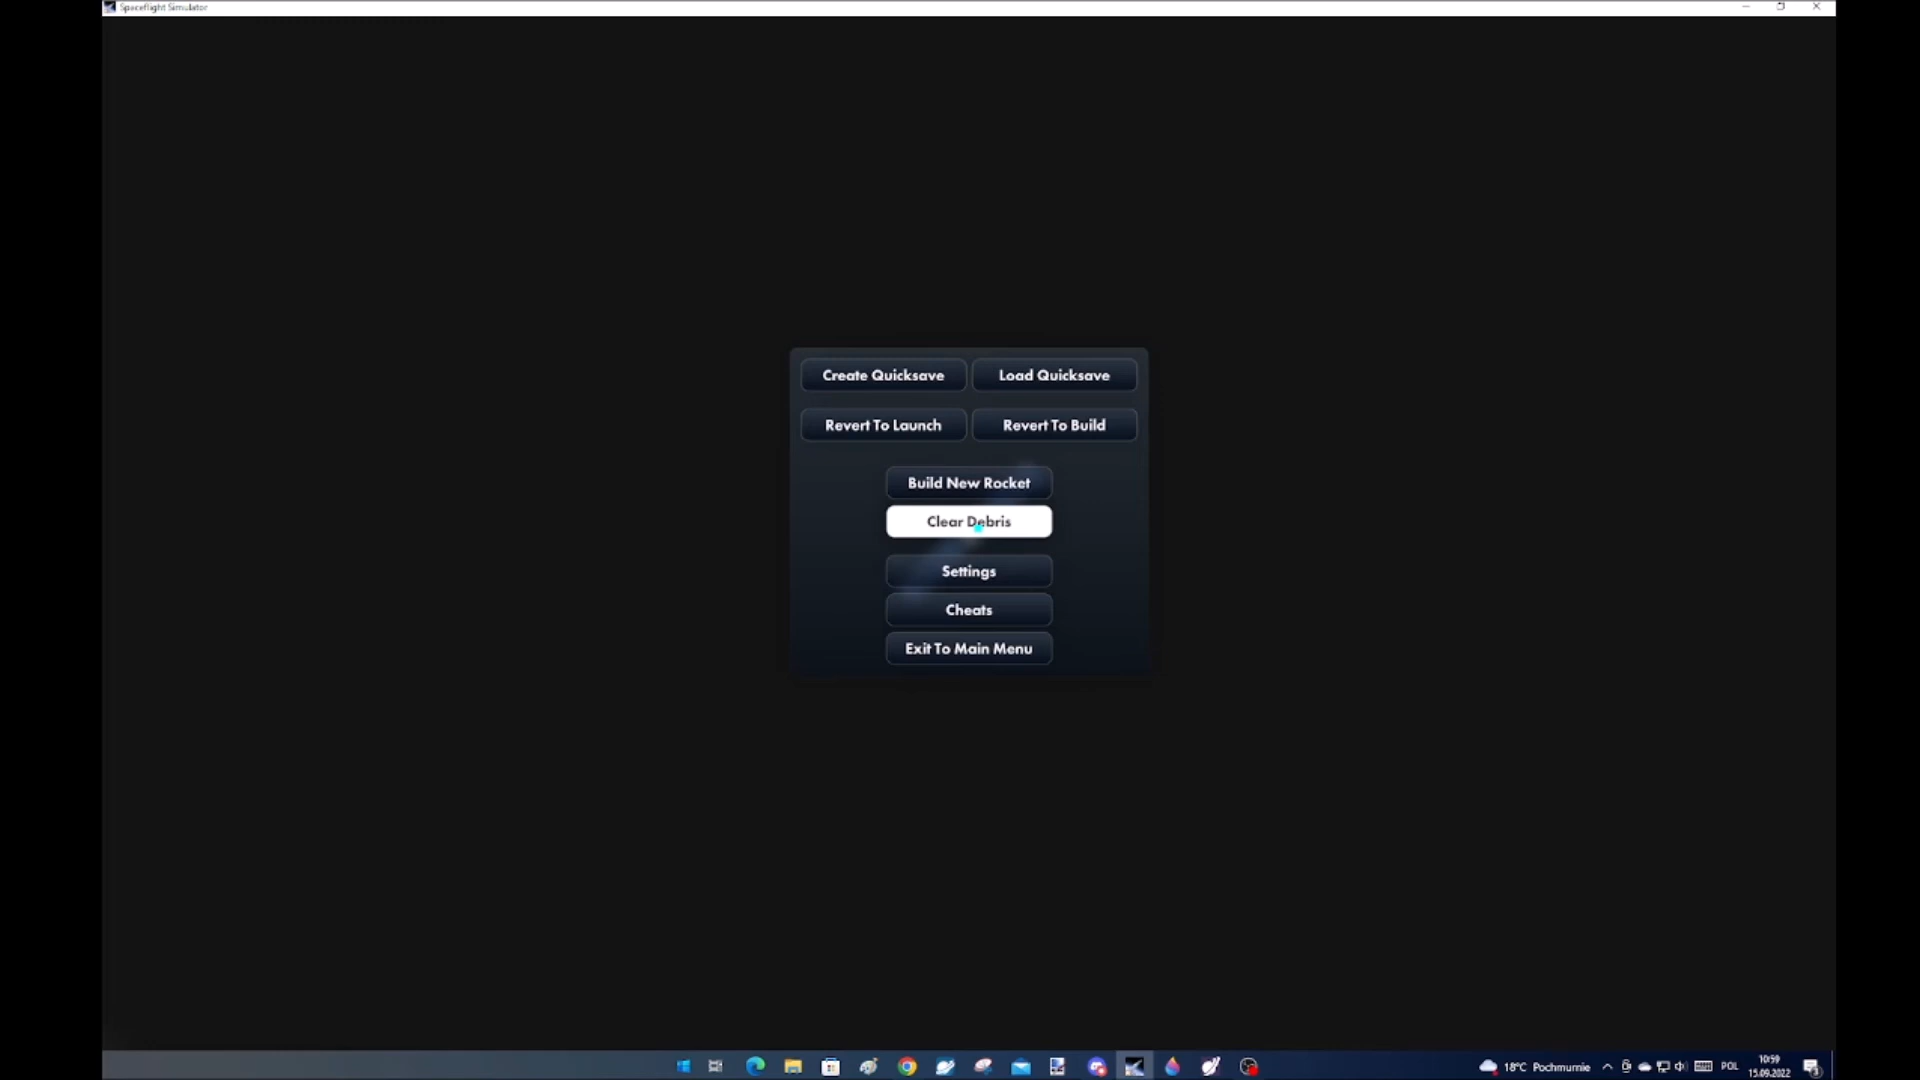 Spaceflight Simulator
Create Quicksave
Load Quicksave
Revert To Launch
Revert To Build
Build New Rocket
Clear Debris
Settings
Cheats
Exit To Main Menu
18°C Pochmurnie
POL
10:59
15.09.2022